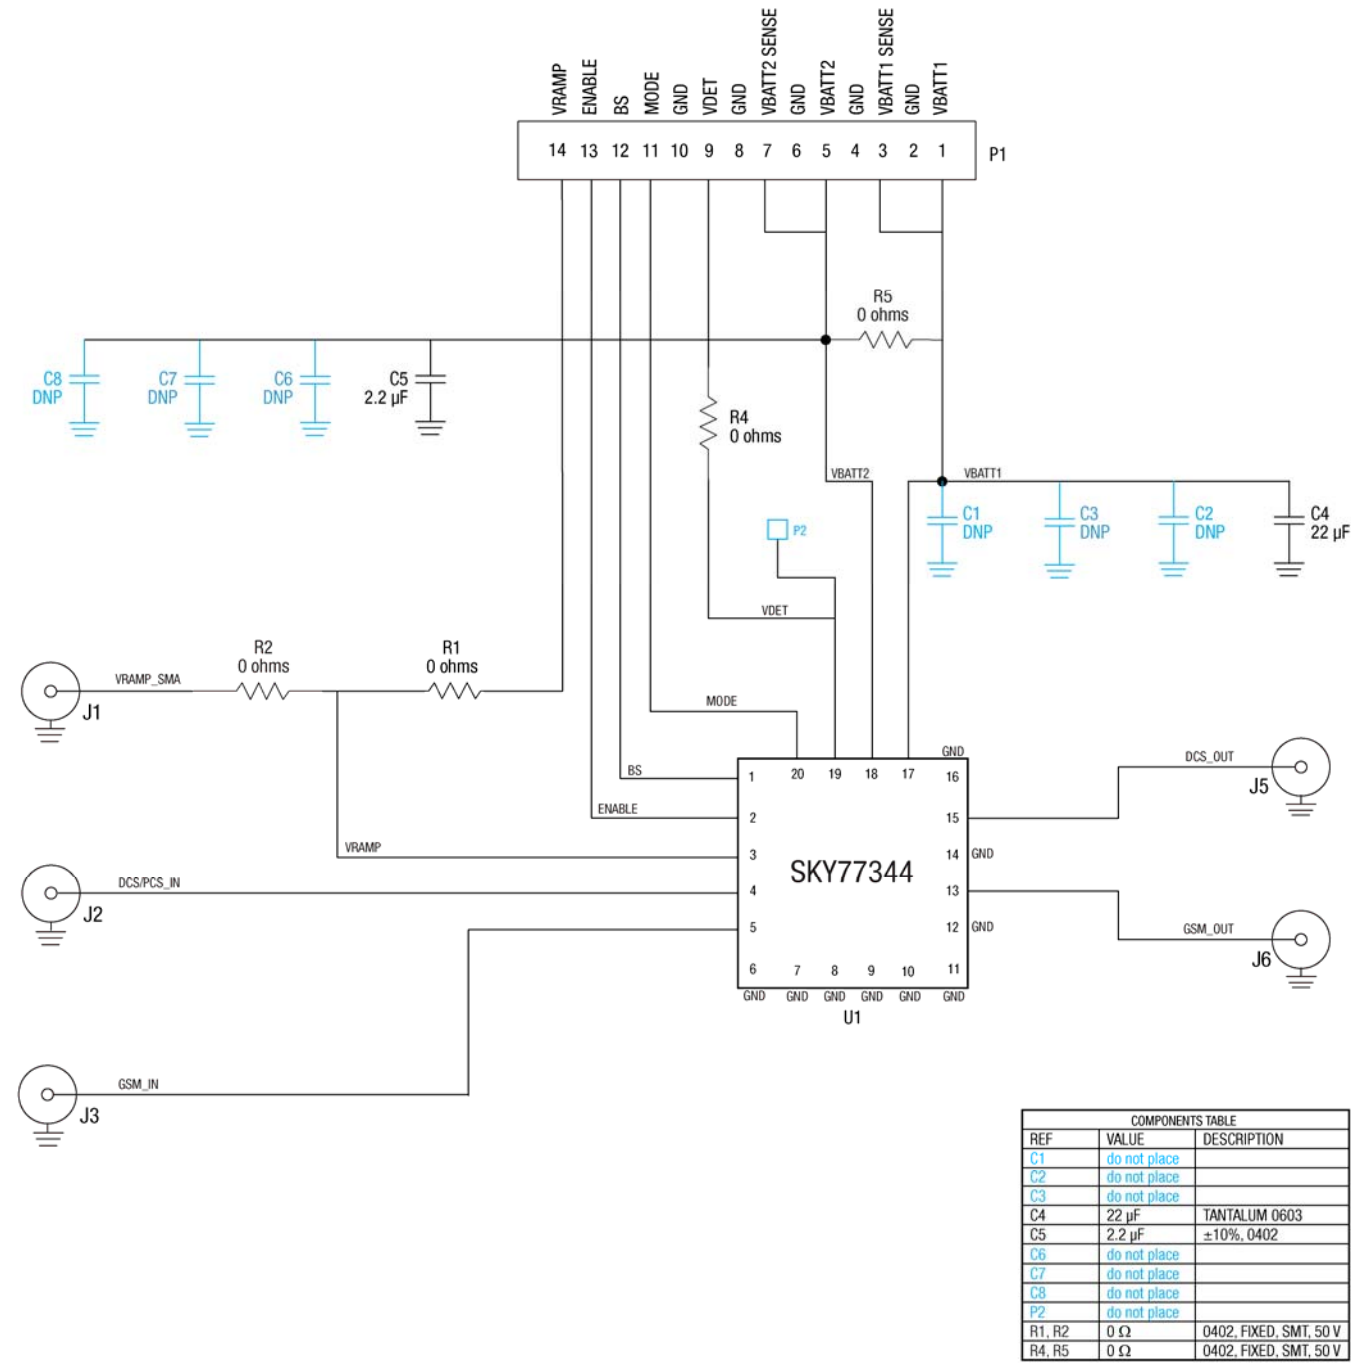 VRAMP
ENABLE
BS
MODE
GND
VDET
GND
VBATT2 SENSE
GND
VBATT2
GND
VBATT1 SENSE
GND
VBATT1
14 13 12 11 10 9 8 7 6 5 4 3 2 1
P1
R5
0 ohms
C8
DNP
C7
DNP
C6
DNP
C5
2.2 µF
R4
0 ohms
VBATT2
VBATT1
C1
DNP
C3
DNP
C2
DNP
C4
22 µF
P2
VDET
R2
0 ohms
R1
0 ohms
VRAMP_SMA
J1
MODE
GND
DCS_OUT
J5
BS
1 20 19 18 17 16
ENABLE
2 15
VRAMP
3 14 GND
SKY77344
DCS/PCS_IN
J2
4 13
5 12 GND
GSM_OUT
J6
6 7 8 9 10 11
GND GND GND GND GND GND
U1
GSM_IN
J3
COMPONENTS TABLE
REF VALUE DESCRIPTION
C1 do not place
C2 do not place
C3 do not place
C4 22 µF TANTALUM 0603
C5 2.2 µF ±10%, 0402
C6 do not place
C7 do not place
C8 do not place
P2 do not place
R1, R2 0 Ω 0402, FIXED, SMT, 50 V
R4, R5 0 Ω 0402, FIXED, SMT, 50 V